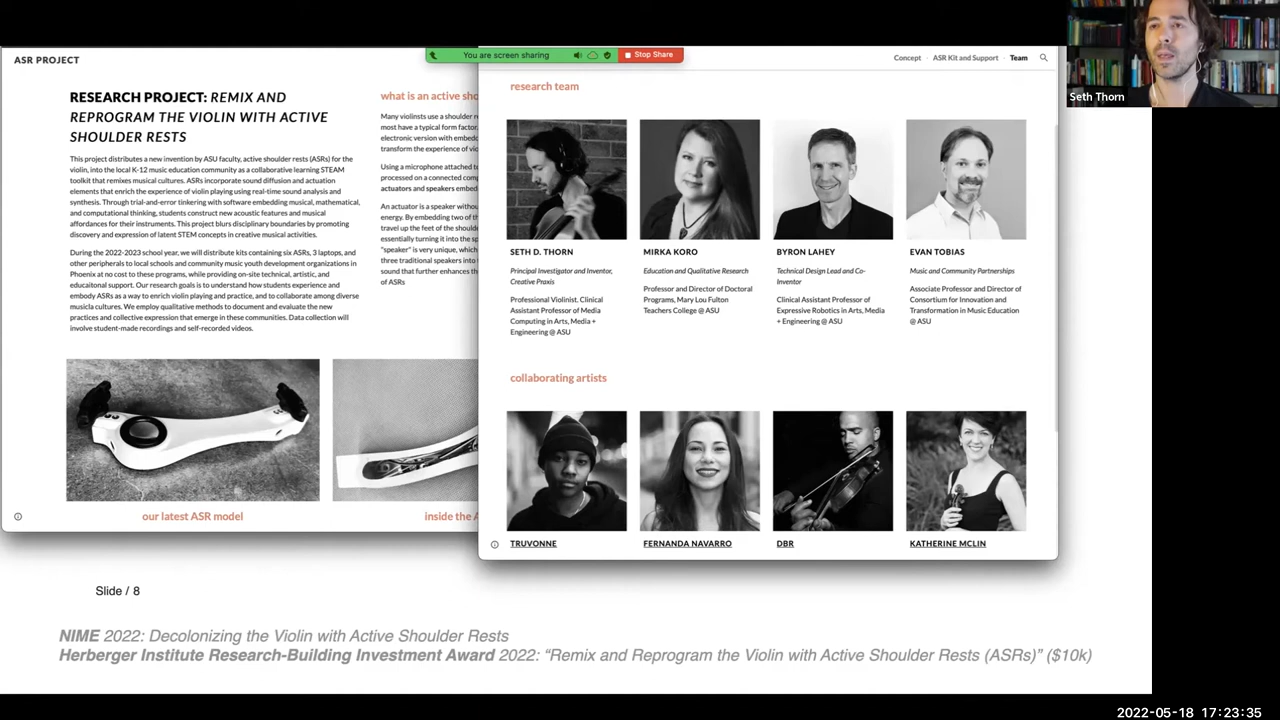 You are screen sharing
Stop Share
Seth Thorn
ASR PROJECT
RESEARCH PROJECT: REMIX AND
REPROGRAM THE VIOLIN WITH ACTIVE
SHOULDER RESTS
This project distributes a new invention by ASU faculty, active shoulder rests (ASRs) for the
violin, into the local K-12 music education community as a collaborative learning STEAM
toolkit that remixes musical cultures. ASRs incorporate sound diffusion and actuation
elements that enrich the experience of violin playing using real-time sound analysis and
synthesis. Through trial-and-error tinkering with software embedding musical, mathematical,
and computational thinking, students construct new acoustic features and musical
affordances for their instruments. This project blurs disciplinary boundaries by promoting
discovery and expression of latent STEM concepts in creative musical activities.
During the 2022-2023 school year, we will distribute kits containing six ASRs, 3 laptops, and
other peripherals to local schools and community music youth development organizations in
Phoenix at no cost to these programs, while providing on-site technical, artistic, and
educaitonal support. Our research goals is to understand how students experience and
embody ASRs as a way to enrich violin playing and practice, and to collaborate among diverse
musicla cultures. We employ qualitative methods to document and evaluate the new
practices and collective expression that emerge in these communities. Data collection will
involve student-made recordings and self-recorded videos.
what is an active sho
Many violinsts use a shoulder r
most have a typical form factor.
electronic version with embed
transform the experience of vio
Using a microphone attached to
processed on a connected comp
actuators and speakers embed
An actuator is a speaker withou
energy. By embedding two of th
travel up the feet of the should
essentially turning it into the sp
"speaker" is very unique, which
three traditional speakers into
sound that further enhances th
of ASRs
our latest ASR model
inside the A
Concept · ASR Kit and Support · Team
research team
SETH D. THORN
Principal Investigator and Inventor,
Creative Praxis
Professional Violinist. Clinical
Assistant Professor of Media
Computing in Arts, Media +
Engineering @ ASU
MIRKA KORO
Education and Qualitative Research
Professor and Director of Doctoral
Programs, Mary Lou Fulton
Teachers College @ ASU
BYRON LAHEY
Technical Design Lead and Co-
Inventor
Clinical Assistant Professor of
Expressive Robotics in Arts, Media
+ Engineering @ ASU
EVAN TOBIAS
Music and Community Partnerships
Associate Professor and Director of
Consortium for Innovation and
Transformation in Music Education
@ ASU
collaborating artists
TRUVONNE
FERNANDA NAVARRO
DBR
KATHERINE MCLIN
Slide / 8
NIME 2022: Decolonizing the Violin with Active Shoulder Rests
Herberger Institute Research-Building Investment Award 2022: “Remix and Reprogram the Violin with Active Shoulder Rests (ASRs)” ($10k)
2022-05-18 17:23:35